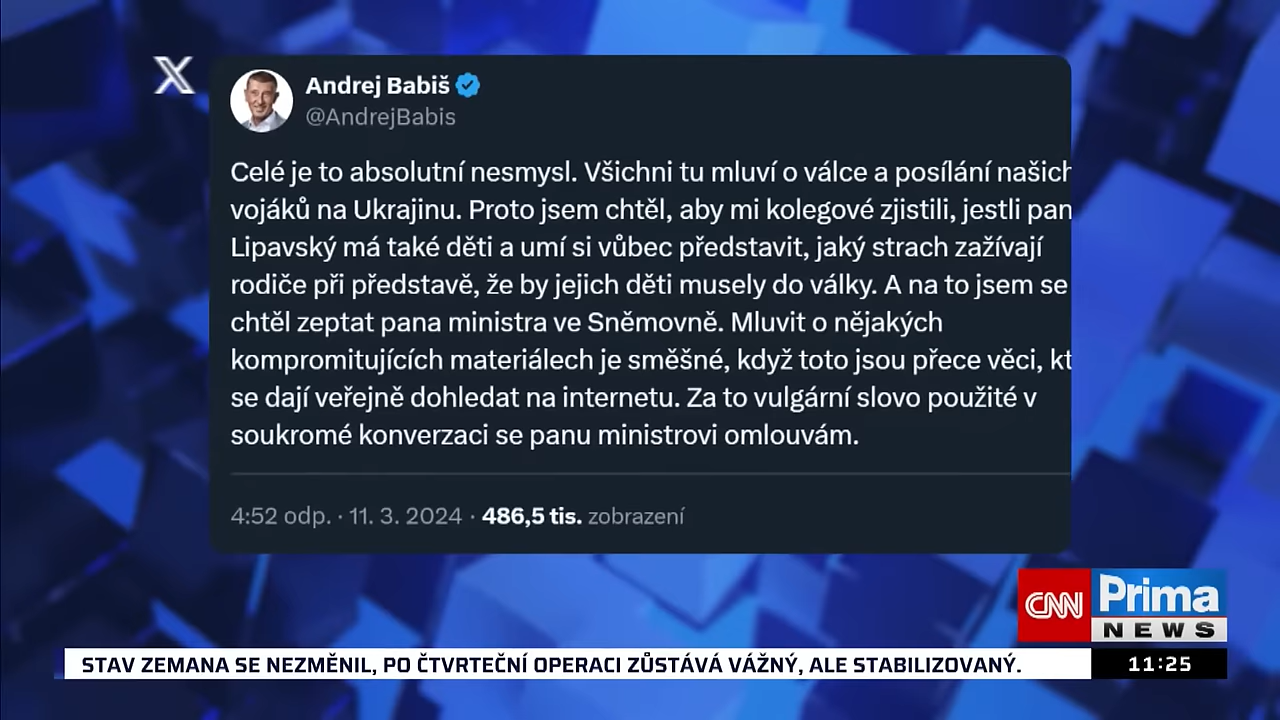 X
Andrej Babiš
@AndrejBabis
Celé je to absolutní nesmysl. Všichni tu mluví o válce a posílání našich
vojáků na Ukrajinu. Proto jsem chtěl, aby mi kolegové zjistili, jestli pan
Lipavský má také děti a umí si vůbec představit, jaký strach zažívají
rodiče při představě, že by jejich děti musely do války. A na to jsem se
chtěl zeptat pana ministra ve Sněmovně. Mluvit o nějakých
kompromitujících materiálech je směšné, když toto jsou přece věci, kt
se dají veřejně dohledat na internetu. Za to vulgární slovo použité v
soukromé konverzaci se panu ministrovi omlouvám.
4:52 odp. · 11. 3. 2024 · 486,5 tis. zobrazení
CNN Prima
NEWS
STAV ZEMANA SE NEZMĚNIL, PO ČTVRTEČNÍ OPERACI ZŮSTÁVÁ VÁŽNÝ, ALE STABILIZOVANÝ.
11:25